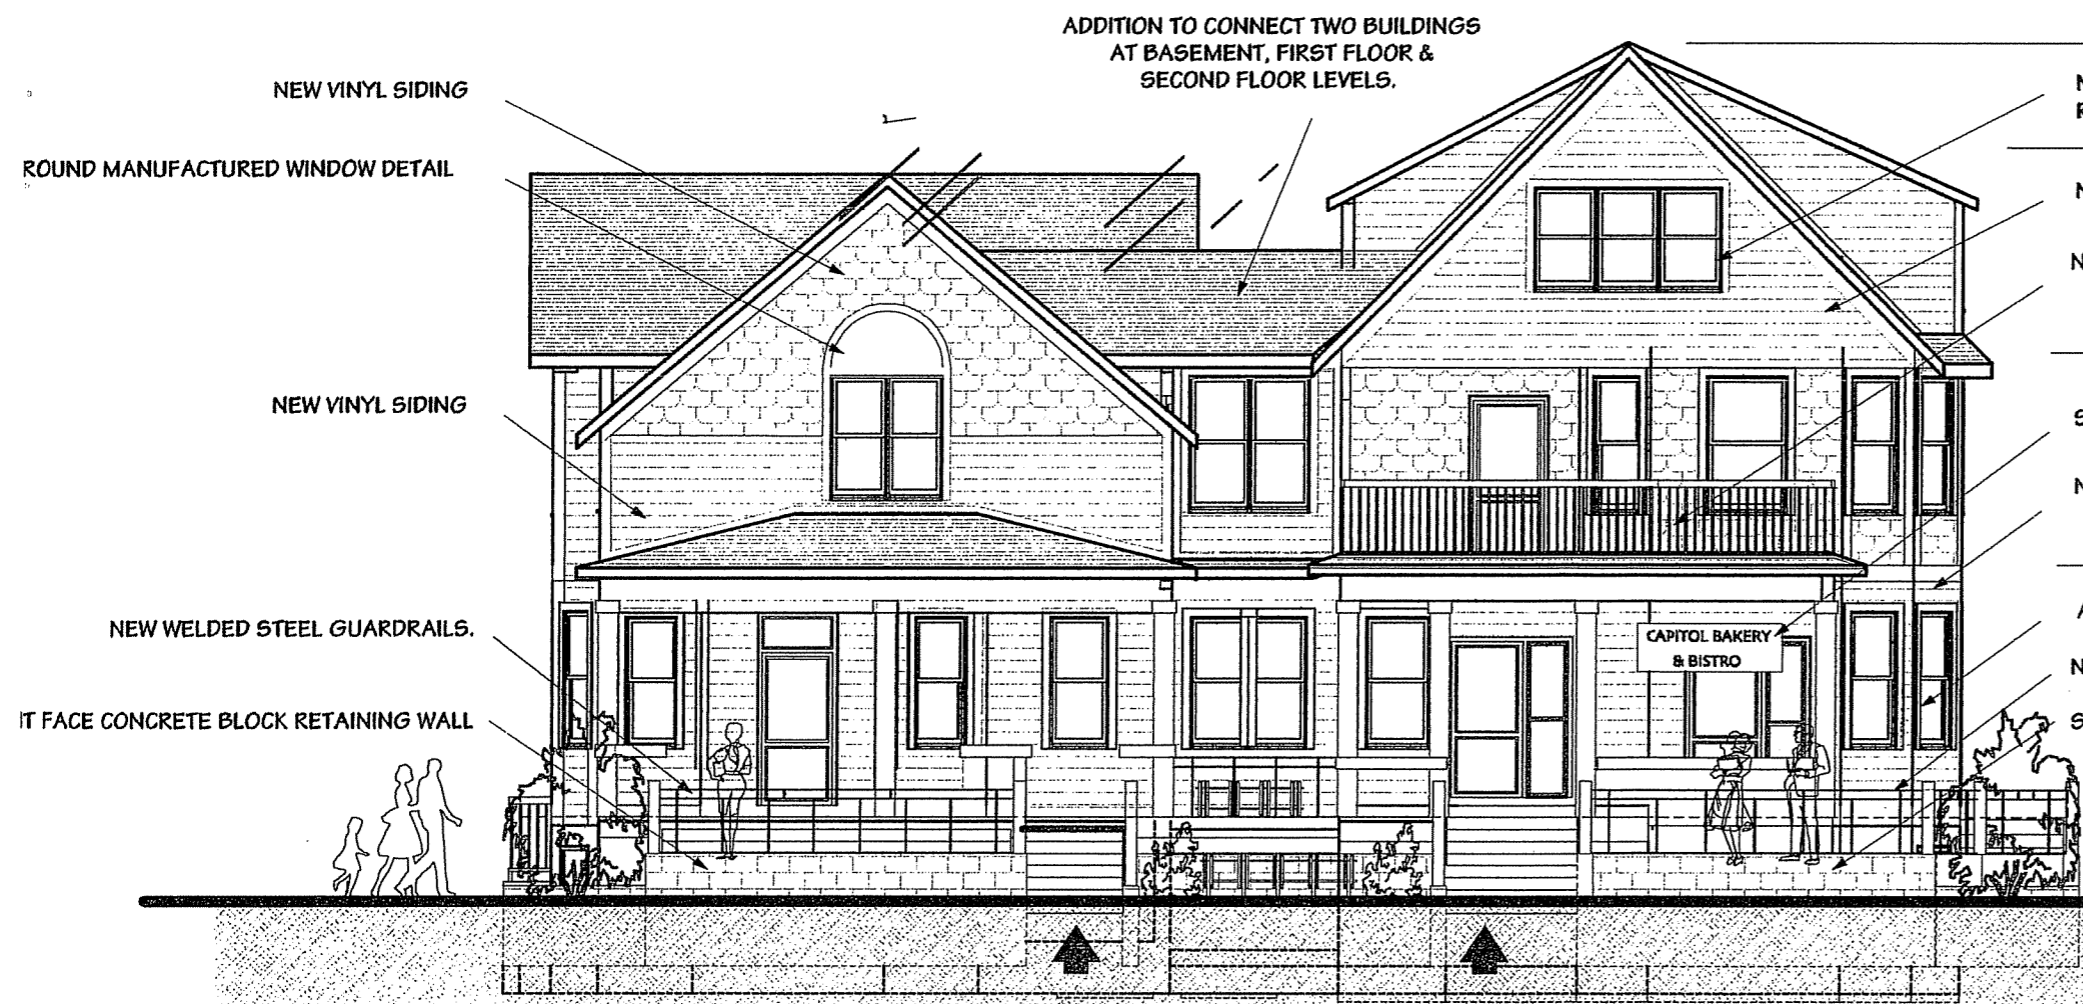 ADDITION TO CONNECT TWO BUILDINGS
AT BASEMENT, FIRST FLOOR &
SECOND FLOOR LEVELS.
NEW VINYL SIDING
ROUND MANUFACTURED WINDOW DETAIL
NEW VINYL SIDING
NEW WELDED STEEL GUARDRAILS.
IT FACE CONCRETE BLOCK RETAINING WALL
CAPITOL BAKERY
& BISTRO